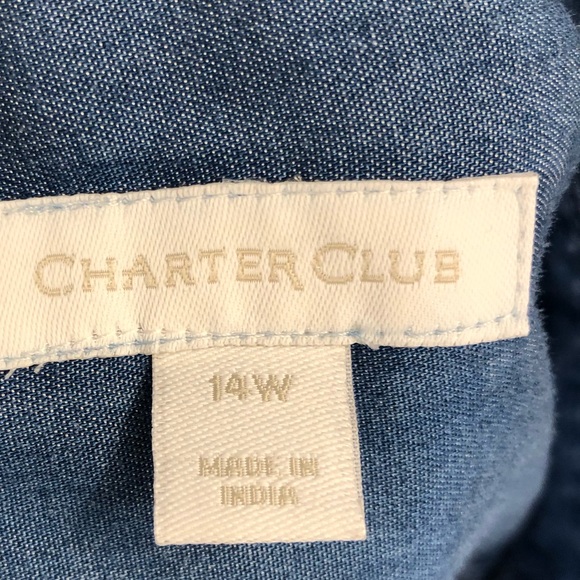 CHARTER CLUB
14W
MADE IN
INDIA